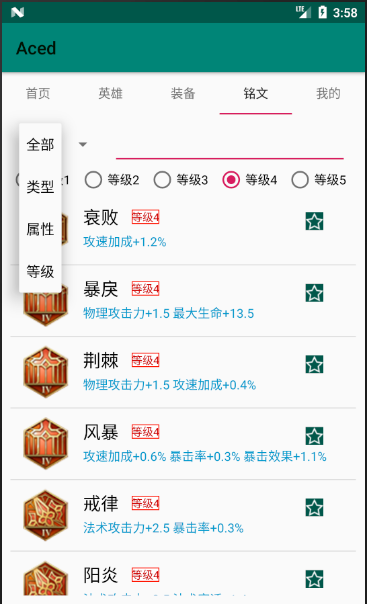 LTE 3:58
Aced
首页 英雄 装备 铭文 我的
全部
类型
属性
等级
1 等级2 等级3 等级4 等级5
衰败 等级4
攻速加成+1.2%
暴戾 等级4
物理攻击力+1.5 最大生命+13.5
荆棘 等级4
物理攻击力+1.5 攻速加成+0.4%
风暴 等级4
攻速加成+0.6% 暴击率+0.3% 暴击效果+1.1%
戒律 等级4
法术攻击力+2.5 暴击率+0.3%
阳炎 等级4